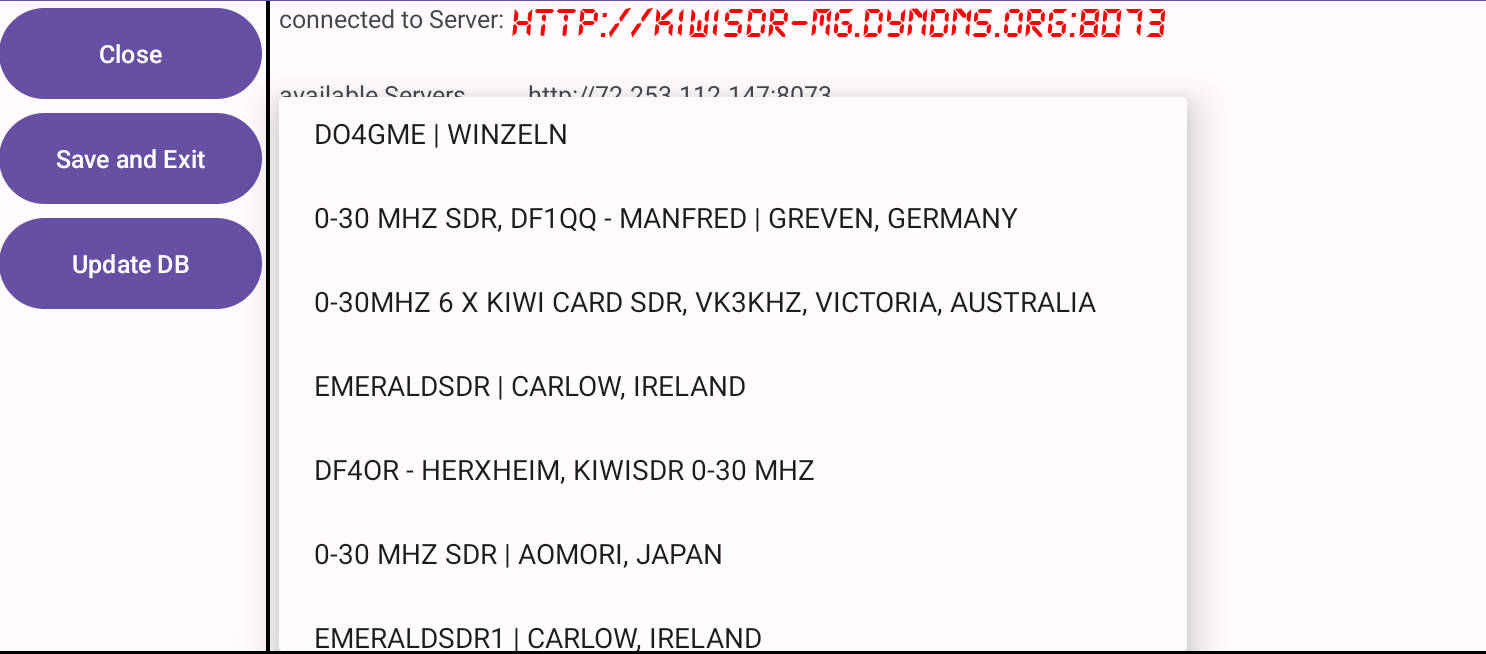 Close
Save and Exit
Update DB
connected to Server: HTTP://KIWISDR-MG.DYNDNS.ORG:8073
available Servers http://72.253.112.147:8073
DO4GME | WINZELN
0-30 MHZ SDR, DF1QQ - MANFRED | GREVEN, GERMANY
0-30MHZ 6 X KIWI CARD SDR, VK3KHZ, VICTORIA, AUSTRALIA
EMERALDSDR | CARLOW, IRELAND
DF4OR - HERXHEIM, KIWISDR 0-30 MHZ
0-30 MHZ SDR | AOMORI, JAPAN
EMERALDSDR1 | CARLOW, IRELAND